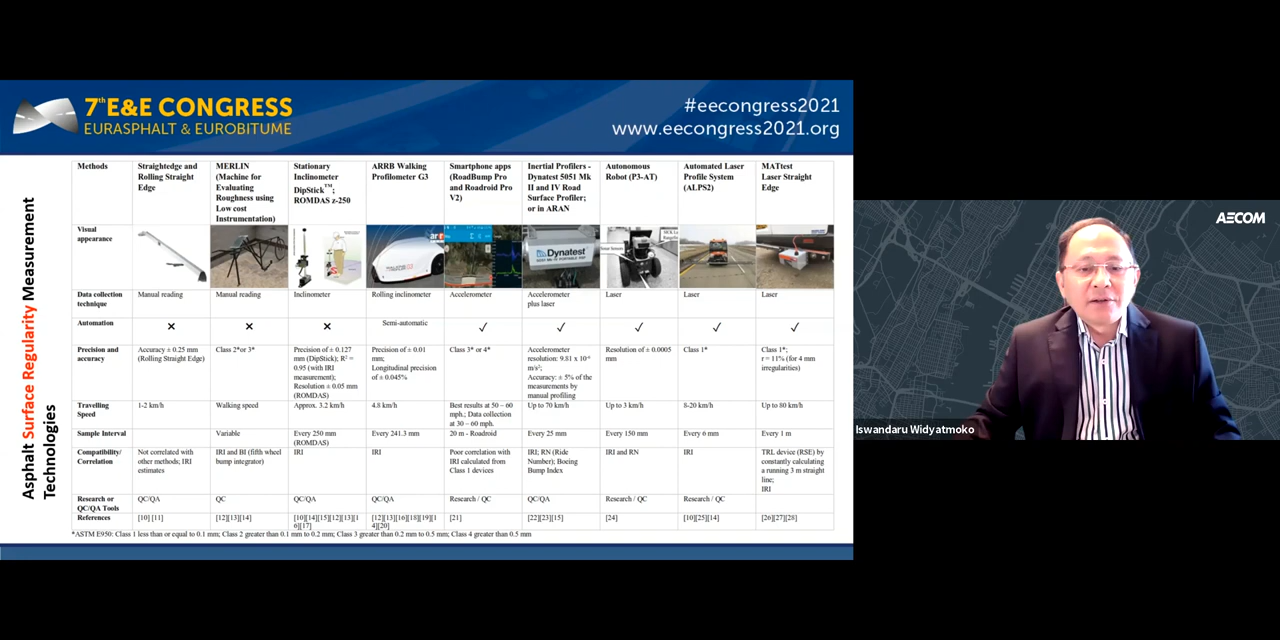 7th E&E CONGRESS
EURASPHALT & EUROBITUME
#eecongress2021
www.eecongress2021.org
Asphalt Surface Regularity Measurement
Technologies
Methods
Straightedge and
Rolling Straight
Edge
MERLIN
(Machine for
Evaluating
Roughness using
Low cost
Instrumentation)
Stationary
Inclinometer
DipStick™;
ROMDAS z-250
ARRB Walking
Profilometer G3
Smartphone apps
(RoadBump Pro
and Roadroid Pro
V2)
Inertial Profilers -
Dynatest 5051 Mk
II and IV Road
Surface Profiler;
or in ARAN
Autonomous
Robot (P3-AT)
Automated Laser
Profile System
(ALPS2)
MATtest
Laser Straight
Edge
Visual
appearance
Dynatest
Data collection
technique
Manual reading
Manual reading
Inclinometer
Rolling inclinometer
Accelerometer
Accelerometer
plus laser
Laser
Laser
Laser
Automation
×
×
×
Semi-automatic
✓
✓
✓
✓
✓
Precision and
accuracy
Accuracy ± 0.25 mm
(Rolling Straight Edge)
Class 2*or 3*
Precision of ± 0.127
mm (DipStick); R² =
0.95 (with IRI
measurement);
Resolution ± 0.05 mm
(ROMDAS)
Precision of ± 0.01
mm;
Longitudinal precision
of ± 0.045%
Class 3* or 4*
Accelerometer
resolution: 9.81 x 10⁻⁶
m/s²;
Accuracy: ± 5% of the
measurements by
manual profiling
Resolution of ± 0.0005
mm
Class 1*
Class 1*;
r = 11% (for 4 mm
irregularities)
Travelling
Speed
1-2 km/h
Walking speed
Approx. 3.2 km/h
4.8 km/h
Best results at 50 – 60
mph.; Data collection
at 30 – 60 mph.
Up to 70 km/h
Up to 3 km/h
8-20 km/h
Up to 80 km/h
Sample Interval
Variable
Every 250 mm
(ROMDAS)
Every 241.3 mm
20 m - Roadroid
Every 25 mm
Every 150 mm
Every 6 mm
Every 1 m
Compatibility/
Correlation
Not correlated with
other methods; IRI
estimates
IRI and BI (fifth wheel
bump integrator)
IRI
IRI
Poor correlation with
IRI calculated from
Class 1 devices
IRI; RN (Ride
Number); Boeing
Bump Index
IRI and RN
IRI
TRL device (RSE) by
constantly calculating
a running 3 m straight
line;
IRI
Research or
QC/QA Tools
QC/QA
QC
QC/QA
QC/QA
Research / QC
QC/QA
Research / QC
Research / QC
References
[10] [11]
[12][13][14]
[10][14][15][12][13][1
6][17]
[12][13][16][18][19][1
4][20]
[21]
[22][23][15]
[24]
[10][25][14]
[26][27][28]
*ASTM E950: Class 1 less than or equal to 0.1 mm; Class 2 greater than 0.1 mm to 0.2 mm; Class 3 greater than 0.2 mm to 0.5 mm; Class 4 greater than 0.5 mm
AECOM
Iswandaru Widyatmoko